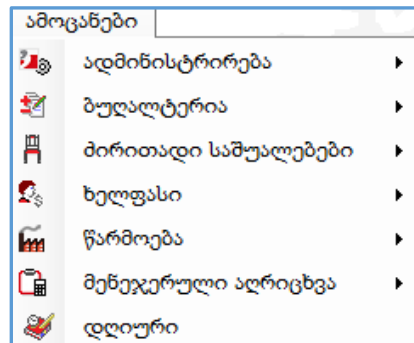 ამოცანები
ადმინისტრირება
ბუღალტერია
ძირითადი საშუალებები
ხელფასი
წარმოება
მენეჯერული აღრიცხვა
დღიური